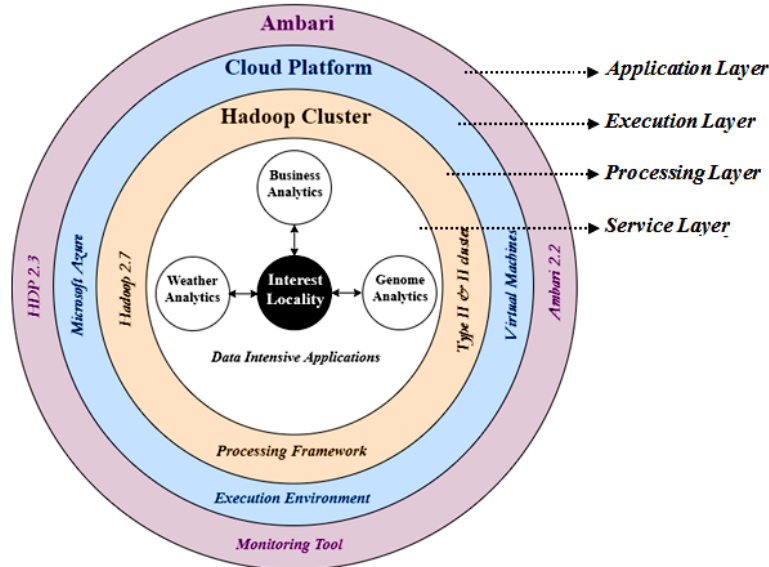 Ambari
Cloud Platform
Hadoop Cluster
Business
Analytics
Weather
Analytics
Interest
Locality
Genome
Analytics
Data Intensive Applications
Processing Framework
Execution Environment
Monitoring Tool
HDP 2.3
Microsoft Azure
Hadoop 2.7
Type II & II cluster
Virtual Machines
Ambari 2.2
Application Layer
Execution Layer
Processing Layer
Service Layer